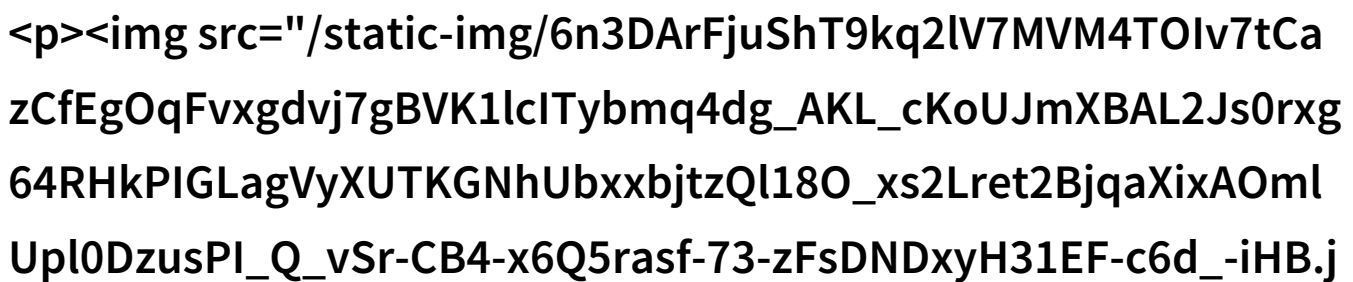 <p><img src="/static-img/6n3DArFjuShT9kq2lV7MVM4TOIv7tCa
zCfEgOqFvxgdvj7gBVK1lcITybmq4dg_AKL_cKoUJmXBAL2Js0rxg
64RHkPIGLagVyXUTKGNhUbxxbjtzQl18O_xs2Lret2BjqaXixAOml
Upl0DzusPI_Q_vSr-CB4-x6Q5rasf-73-zFsDNDxyH31EF-c6d_-iHB.j